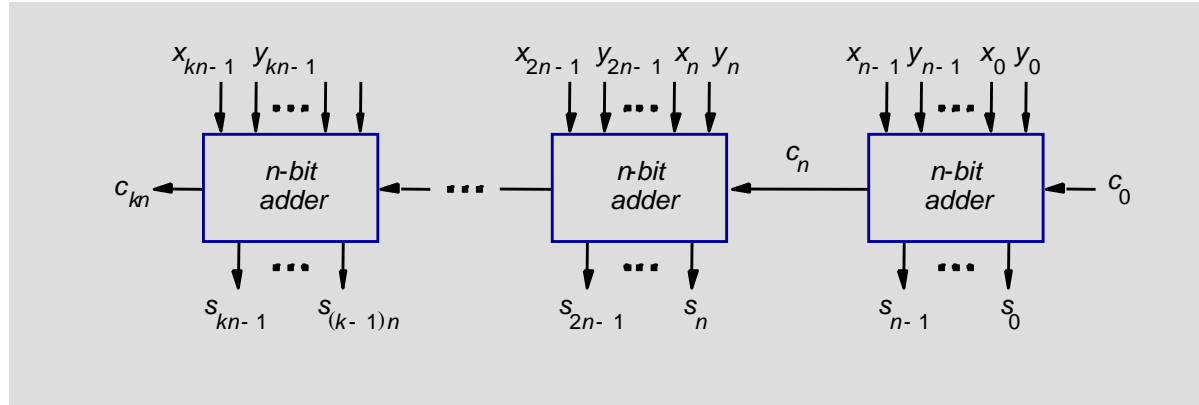 x_{kn-1} y_{kn-1} x_{2n-1} y_{2n-1} x_n y_n x_{n-1} y_{n-1} x_0 y_0
n-bit adder
c_{kn}
n-bit adder
c_n
n-bit adder
c_0
s_{kn-1} s_{(k-1)n} s_{2n-1} s_n s_{n-1} s_0